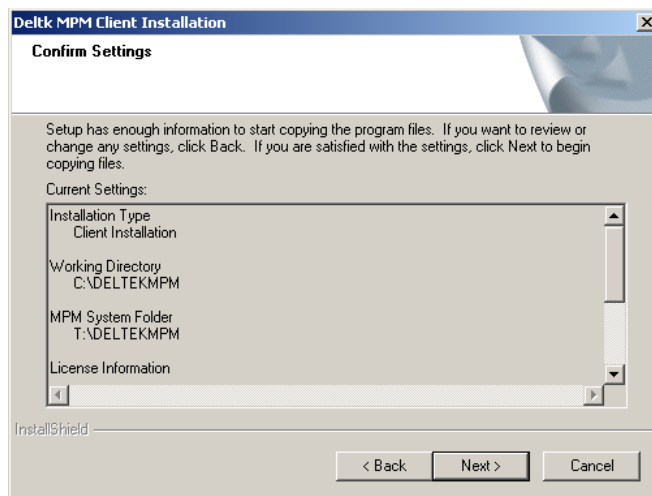 Deltk MPM Client Installation
Confirm Settings
Setup has enough information to start copying the program files. If you want to review or
change any settings, click Back. If you are satisfied with the settings, click Next to begin
copying files.
Current Settings:
Installation Type
Client Installation
Working Directory
C:\DELTEKMPM
MPM System Folder
T:\DELTEKMPM
License Information
InstallShield
< Back
Next >
Cancel